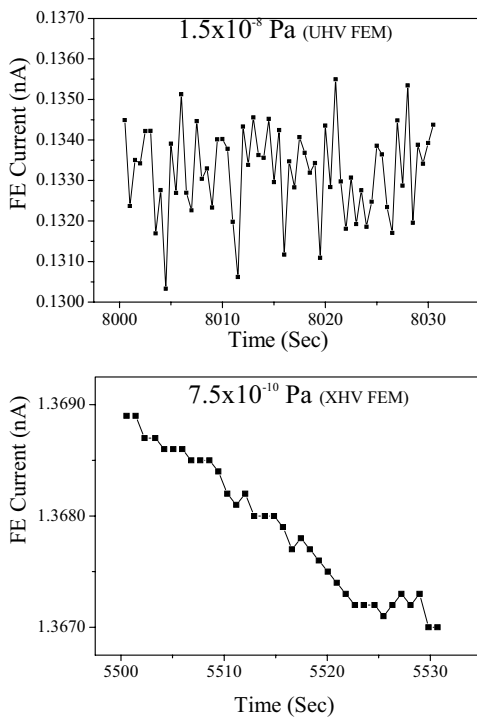 1.5x10⁻⁸ Pa (UHV FEM)
FE Current (nA)
0.1370
0.1360
0.1350
0.1340
0.1330
0.1320
0.1310
0.1300
8000 8010 8020 8030
Time (Sec)
7.5x10⁻¹⁰ Pa (XHV FEM)
FE Current (nA)
1.3690
1.3680
1.3670
5500 5510 5520 5530
Time (Sec)